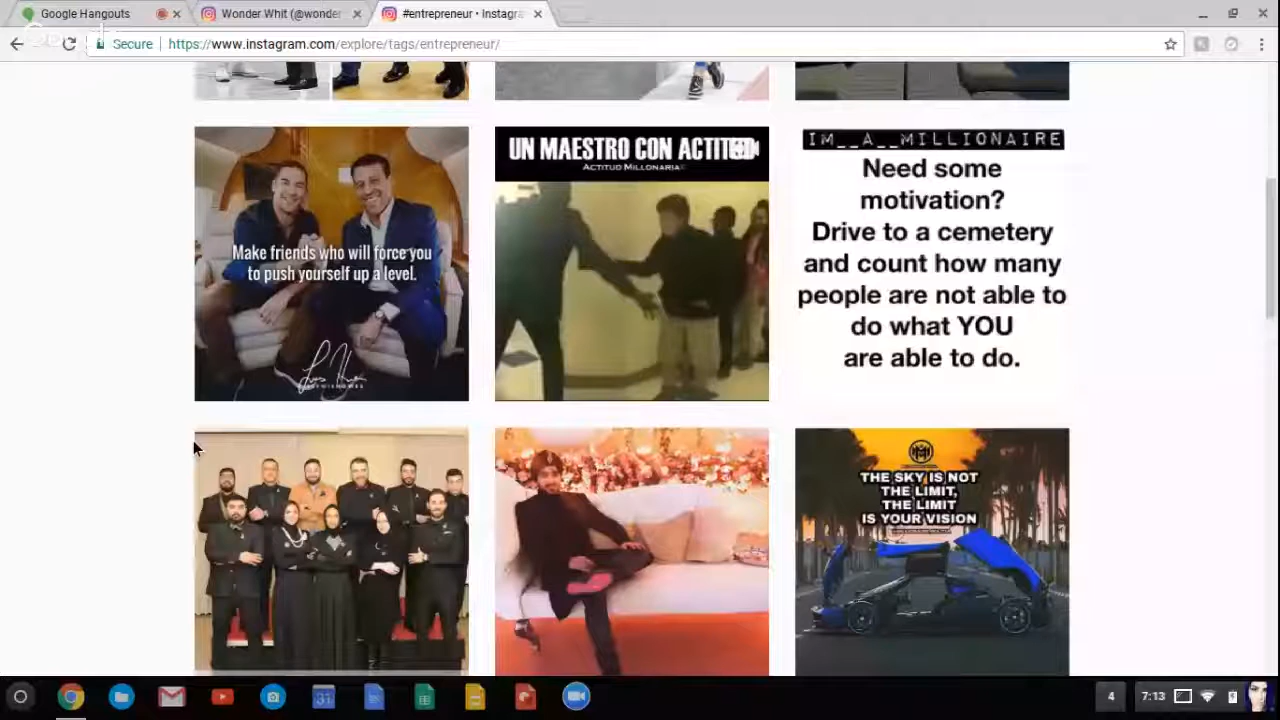 Google Hangouts
Wonder Whit (@wonder
#entrepreneur • Instagra
Secure
https://www.instagram.com/explore/tags/entrepreneur/
UN MAESTRO CON ACTIT
ACTITUD MILLONARIA
IM__A__MILLIONAIRE
Need some
motivation?
Drive to a cemetery
and count how many
people are not able to
do what YOU
are able to do.
Make friends who will force you
to push yourself up a level.
THE SKY IS NOT
THE LIMIT,
THE LIMIT
IS YOUR VISION
31
4
7:13